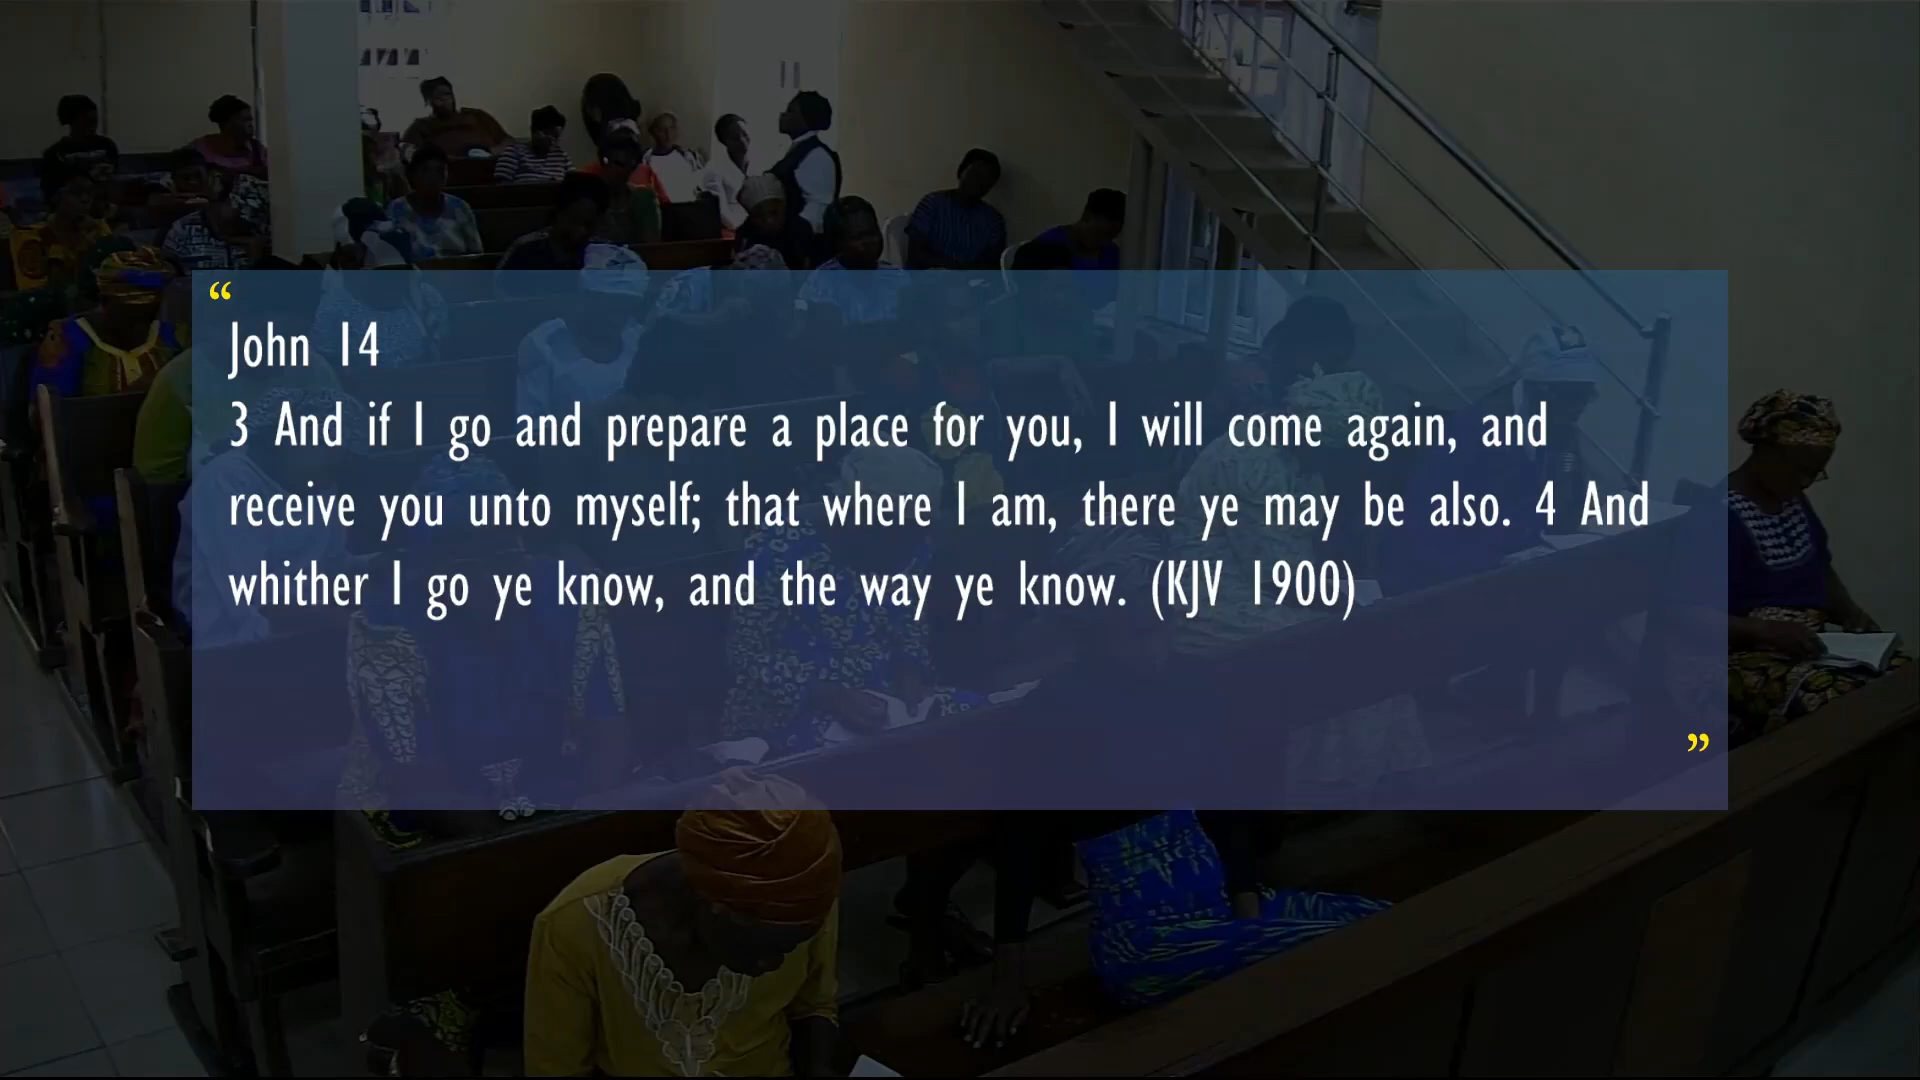 “
John 14
3 And if I go and prepare a place for you, I will come again, and
receive you unto myself; that where I am, there ye may be also. 4 And
whither I go ye know, and the way ye know. (KJV 1900)
”